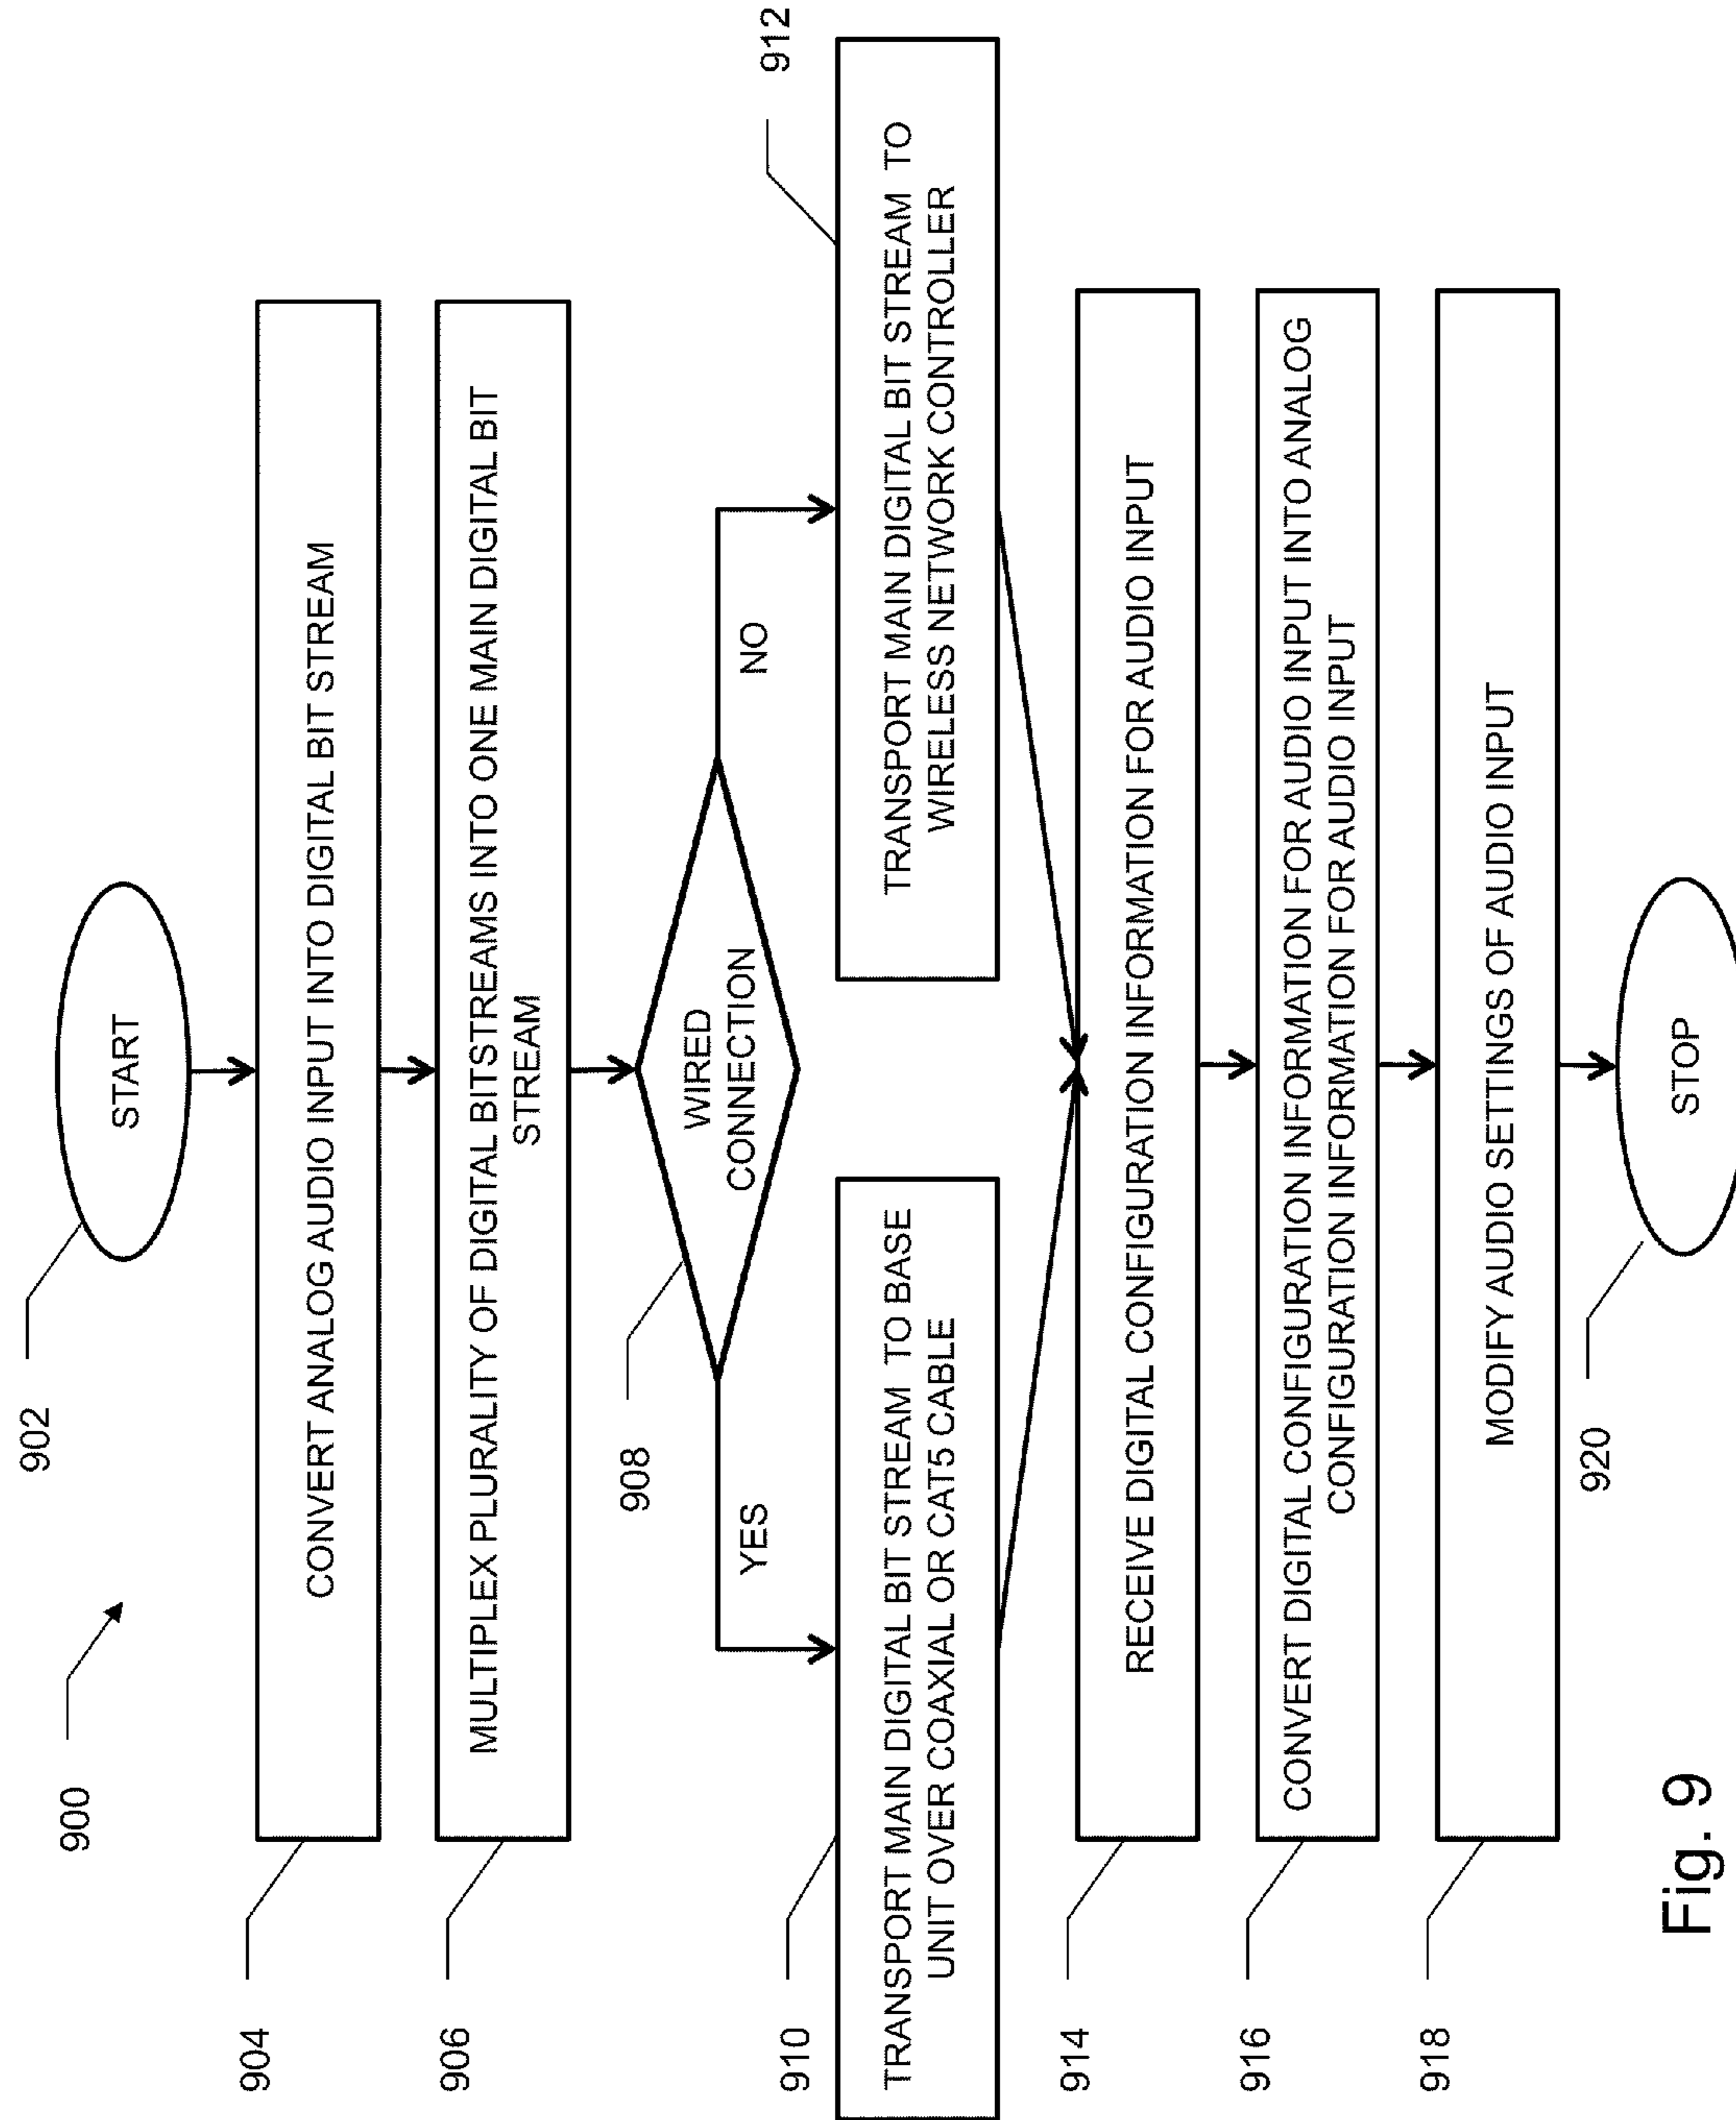 900
902
START
904
CONVERT ANALOG AUDIO INPUT INTO DIGITAL BIT STREAM
906
MULTIPLEX PLURALITY OF DIGITAL BITSTREAMS INTO ONE MAIN DIGITAL BIT
STREAM
908
WIRED
CONNECTION
YES
NO
910
TRANSPORT MAIN DIGITAL BIT STREAM TO BASE
UNIT OVER COAXIAL OR CAT5 CABLE
912
TRANSPORT MAIN DIGITAL BIT STREAM TO
WIRELESS NETWORK CONTROLLER
914
RECEIVE DIGITAL CONFIGURATION INFORMATION FOR AUDIO INPUT
916
CONVERT DIGITAL CONFIGURATION INFORMATION FOR AUDIO INPUT INTO ANALOG
CONFIGURATION INFORMATION FOR AUDIO INPUT
918
MODIFY AUDIO SETTINGS OF AUDIO INPUT
920
STOP
Fig. 9